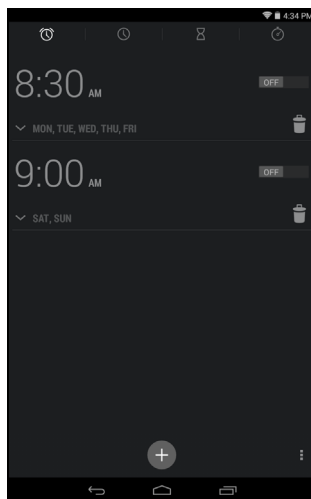 4:34 PM
8:30 AM
OFF
MON, TUE, WED, THU, FRI
9:00 AM
OFF
SAT, SUN